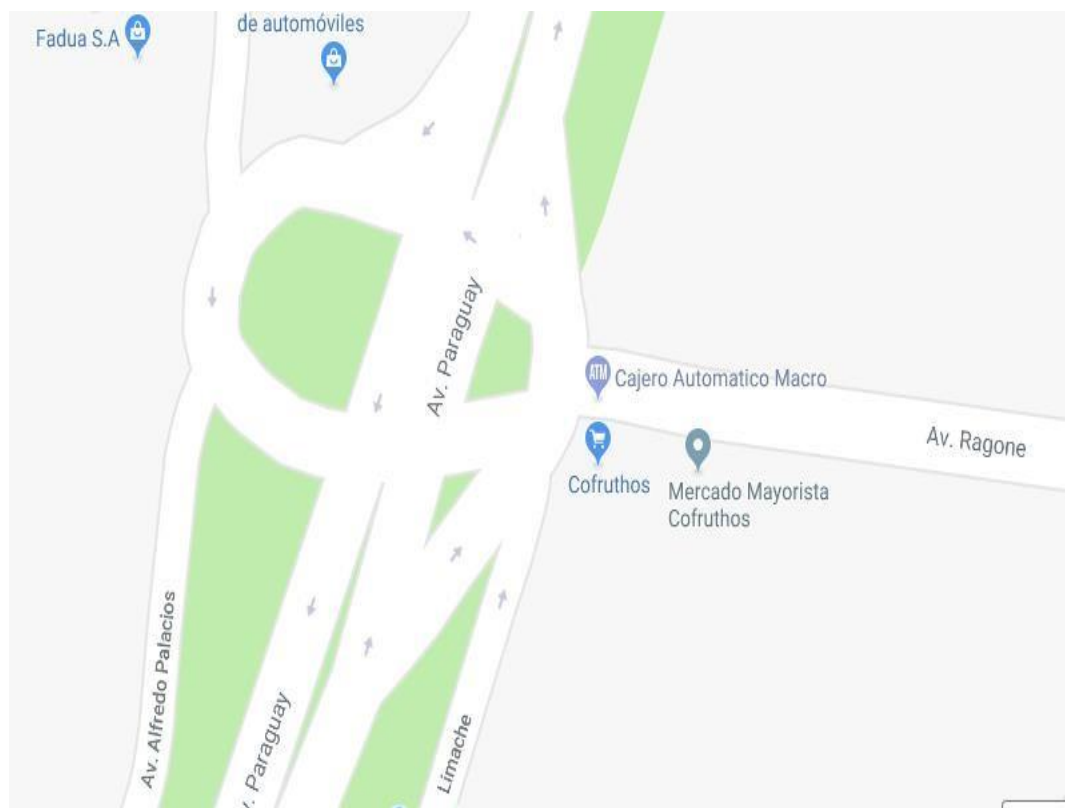 Fadua S.A
de automóviles
Av. Paraguay
ATM
Cajero Automatico Macro
Av. Ragone
Cofruthos
Mercado Mayorista
Cofruthos
Av. Alfredo Palacios
. Paraguay
Limache